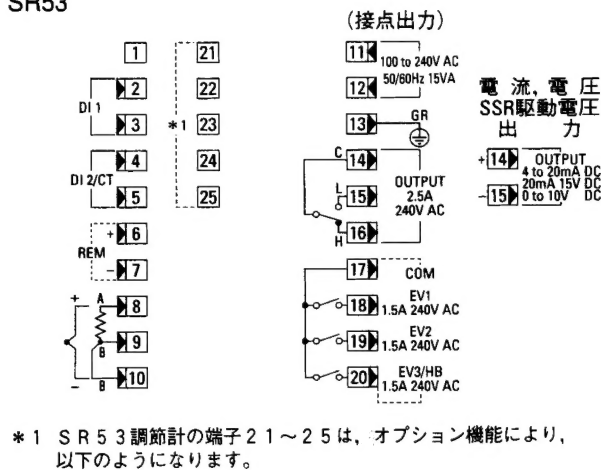 SR53
(接点出力)
1
2
3
4
5
6
7
8
9
10
DI 1
DI 2/CT
+
REM
−
+
A
B
B
−
＊1
21
22
23
24
25
11
12
13
14
15
16
17
18
19
20
100 to 240V AC
50/60Hz 15VA
GR
C
L
H
OUTPUT
2.5A
240V AC
COM
EV1
1.5A 240V AC
EV2
1.5A 240V AC
EV3/HB
1.5A 240V AC
電 流, 電 圧
SSR駆動電圧
出 力
+ 14
− 15
OUTPUT
4 to 20mA DC
20mA 15V DC
0 to 10V DC
＊1 ＳＲ５３調節計の端子２１～２５は，オプション機能により，
以下のようになります。